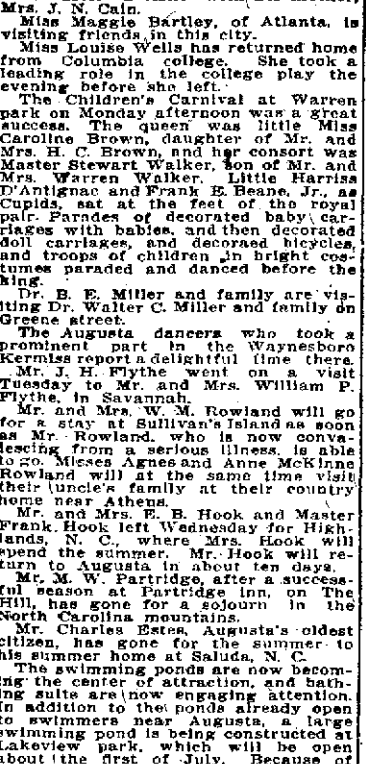 Mrs. J. N. Cain.
Miss Maggie Bartley, of Atlanta, is
visiting friends in this city.
Miss Louise Wells has returned home
from Columbia college. She took a
leading role in the college play the
evening before she left.
The Children's Carnival at Warren
park on Monday afternoon was a great
success. The queen was little Miss
Caroline Brown, daughter of Mr. and
Mrs. H. C. Brown, nnd her consort was
Master Stewart Walker, son of Mr. and
Mrs. Warren Walker. Little Harriss
D'Antignac and Frank E. Beane, Jr., as
Cupids, sat at the feet of the royal
pair. Parades of decorated baby car-
riages with babies, and then decorated
doll carriages, and decoraed bicycles,
and troops of children in bright cos-
tumes paraded and danced before the
king.
Dr. B. E. Miller and family are vis-
iting Dr. Walter C. Miller and family on
Greene street.
The Augusta dancers who took a
prominent part in the Waynesboro
Kermiss report a delightful time there.
Mr. J. H. Flythe went on a visit
Tuesday to Mr. and Mrs. William P.
Flythe, in Savannah.
Mr. and Mrs. W. M. Rowland will go
for a stay at Sullivan's Island as soon
as Mr. Rowland, who is now conva-
lescing from a serious illness, is able
to go. Misses Agnes and Anne McKinne
Rowland will at the same time visit
their uncle's family at their country
home near Athens.
Mr. and Mrs. E. B. Hook and Master
Frank Hook left Wednesday for High-
lands, N. C., where Mrs. Hook will
spend the summer. Mr. Hook will re-
turn to Augusta in about ten days.
Mr. M. W. Partridge, after a success-
ful season at Partridge Inn, on The
Hill, has gone for a sojourn in the
North Carolina mountains.
Mr. Charles Estes, Augusta's oldest
citizen, has gone for the summer to
his summer home at Saluda, N. C.
The swimming ponds are now becom-
ing the center of attraction, and bath-
ing suits are now engaging attention.
In addition to the ponds already open
to swimmers near Augusta, a large
swimming pond is being constructed at
Lakeview park, which will be open
about the first of July. Because of